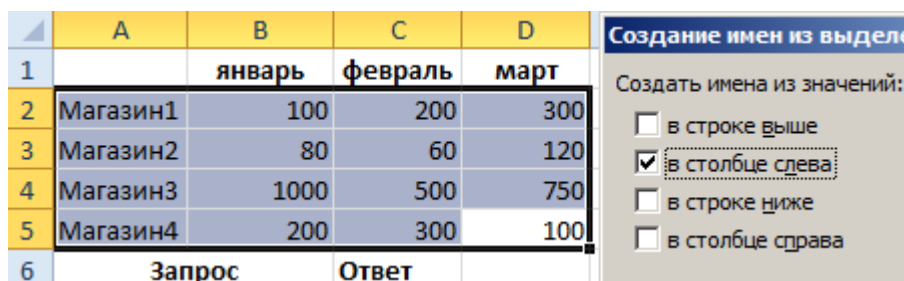 A B C D
1 январь февраль март
2 Магазин1 100 200 300
3 Магазин2 80 60 120
4 Магазин3 1000 500 750
5 Магазин4 200 300 100
6 Запрос Ответ
Создание имен из выделе
Создать имена из значений:
в строке выше
в столбце слева
в строке ниже
в столбце справа